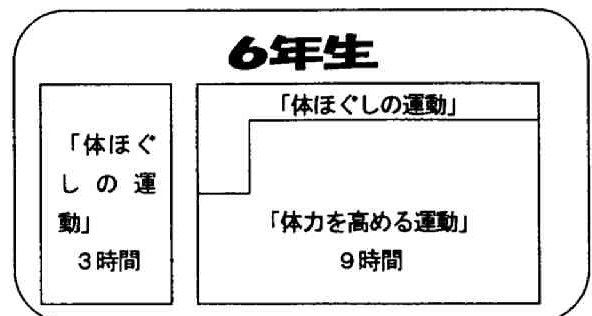 6年生
「体ほぐ
しの運
動」
3時間
「体ほぐしの運動」
「体力を高める運動」
9時間